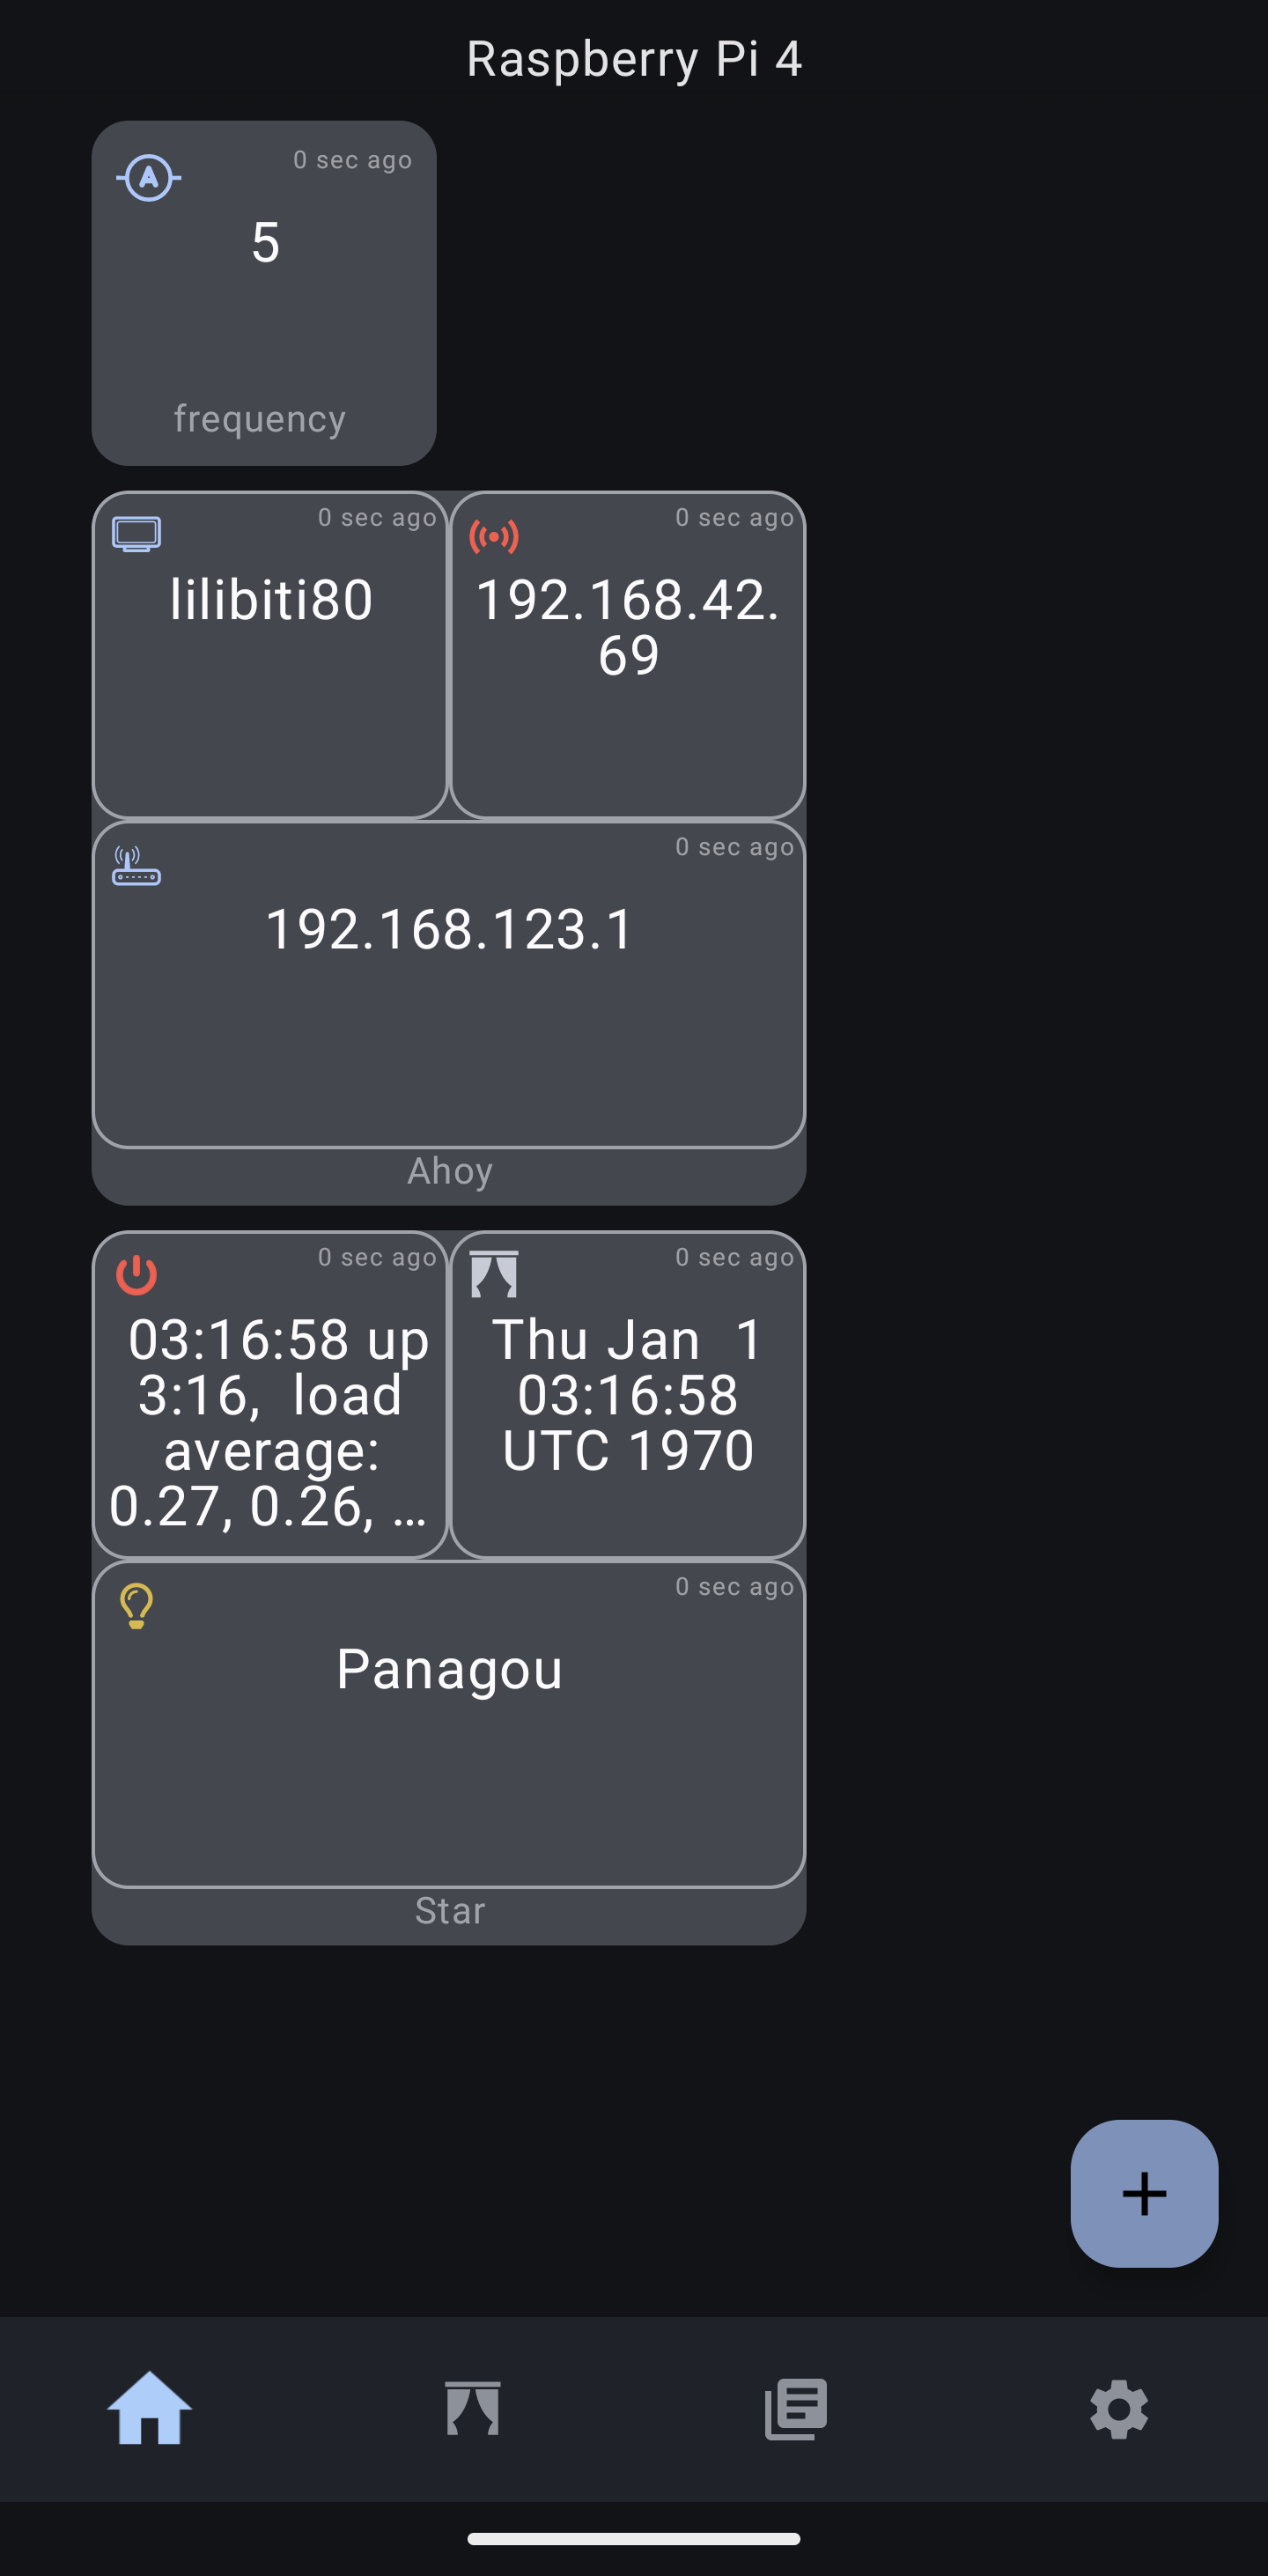 Raspberry Pi 4
0 sec ago
5
frequency
0 sec ago
lilibiti80
0 sec ago
192.168.42.
69
0 sec ago
192.168.123.1
Ahoy
0 sec ago
03:16:58 up
3:16,  load
average:
0.27, 0.26, …
0 sec ago
Thu Jan  1
03:16:58
UTC 1970
0 sec ago
Panagou
Star